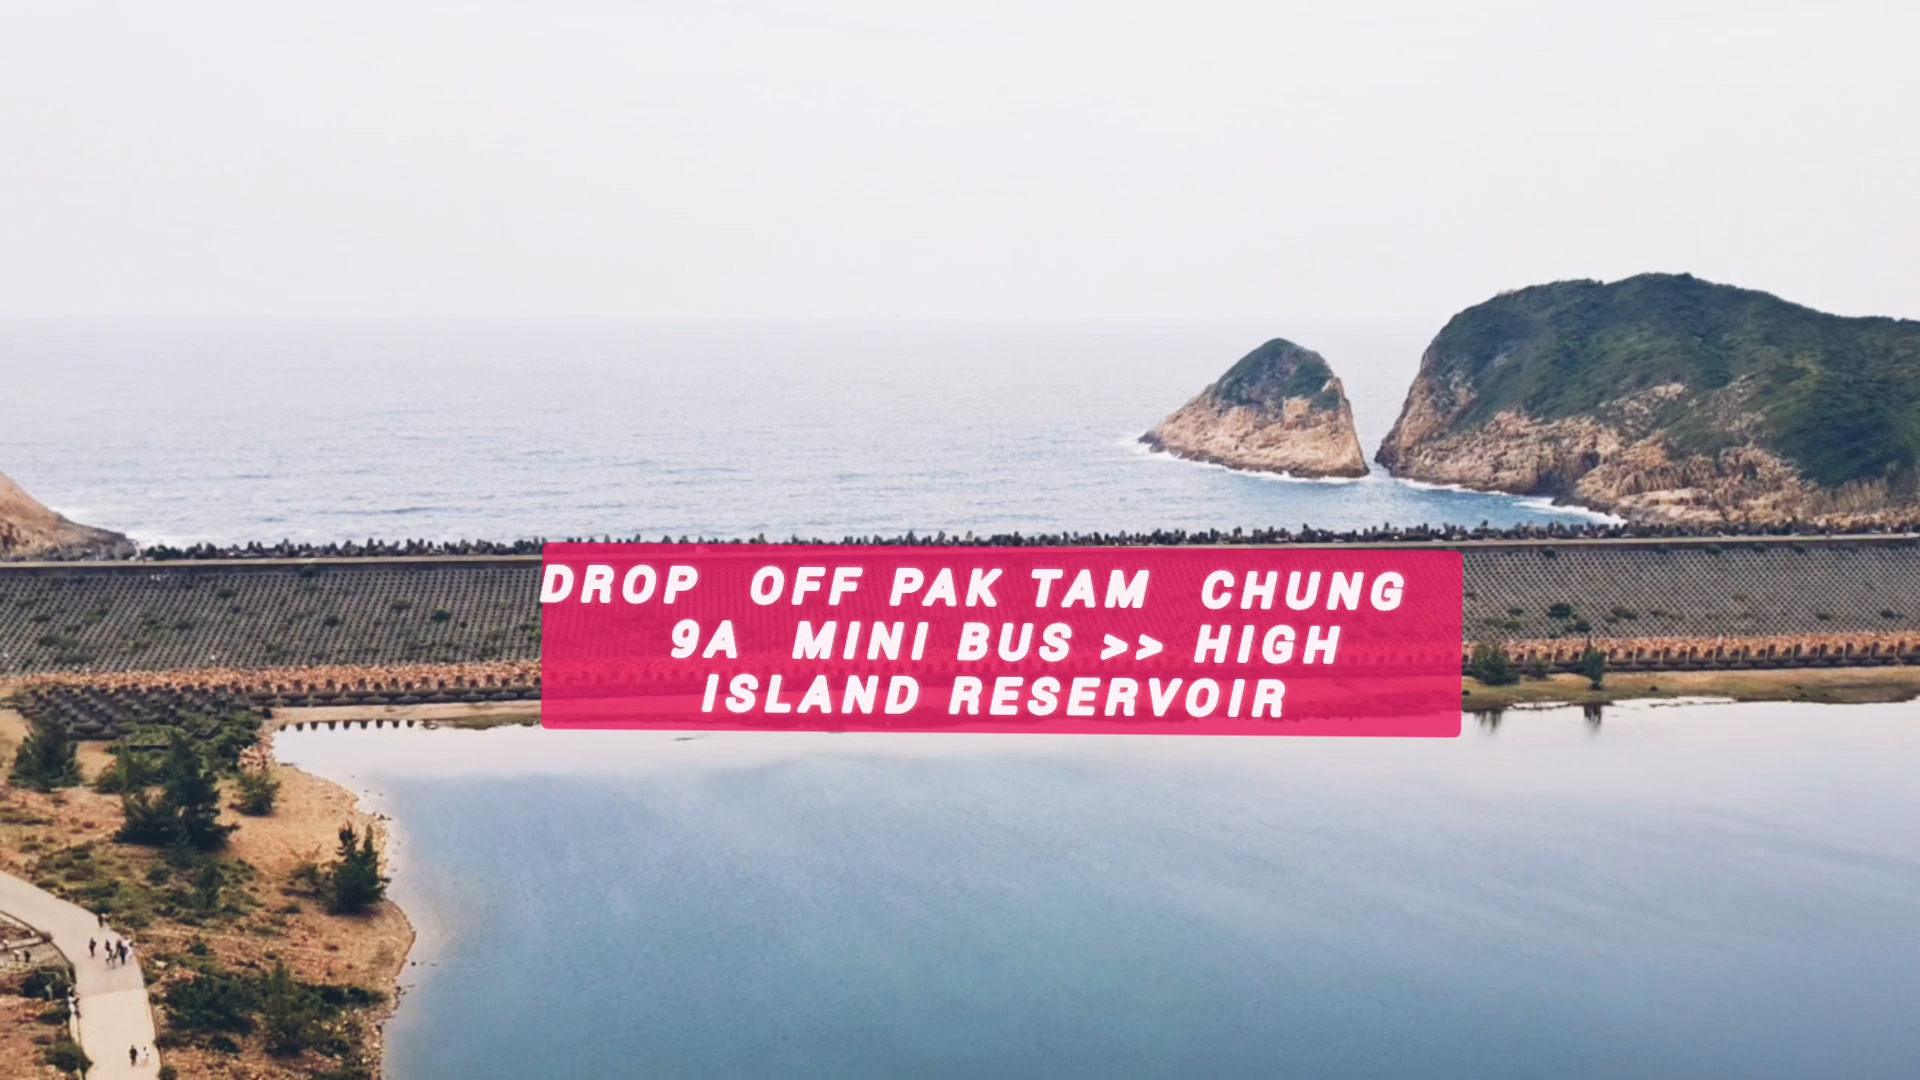 DROP OFF PAK TAM CHUNG
9A MINI BUS >> HIGH
ISLAND RESERVOIR